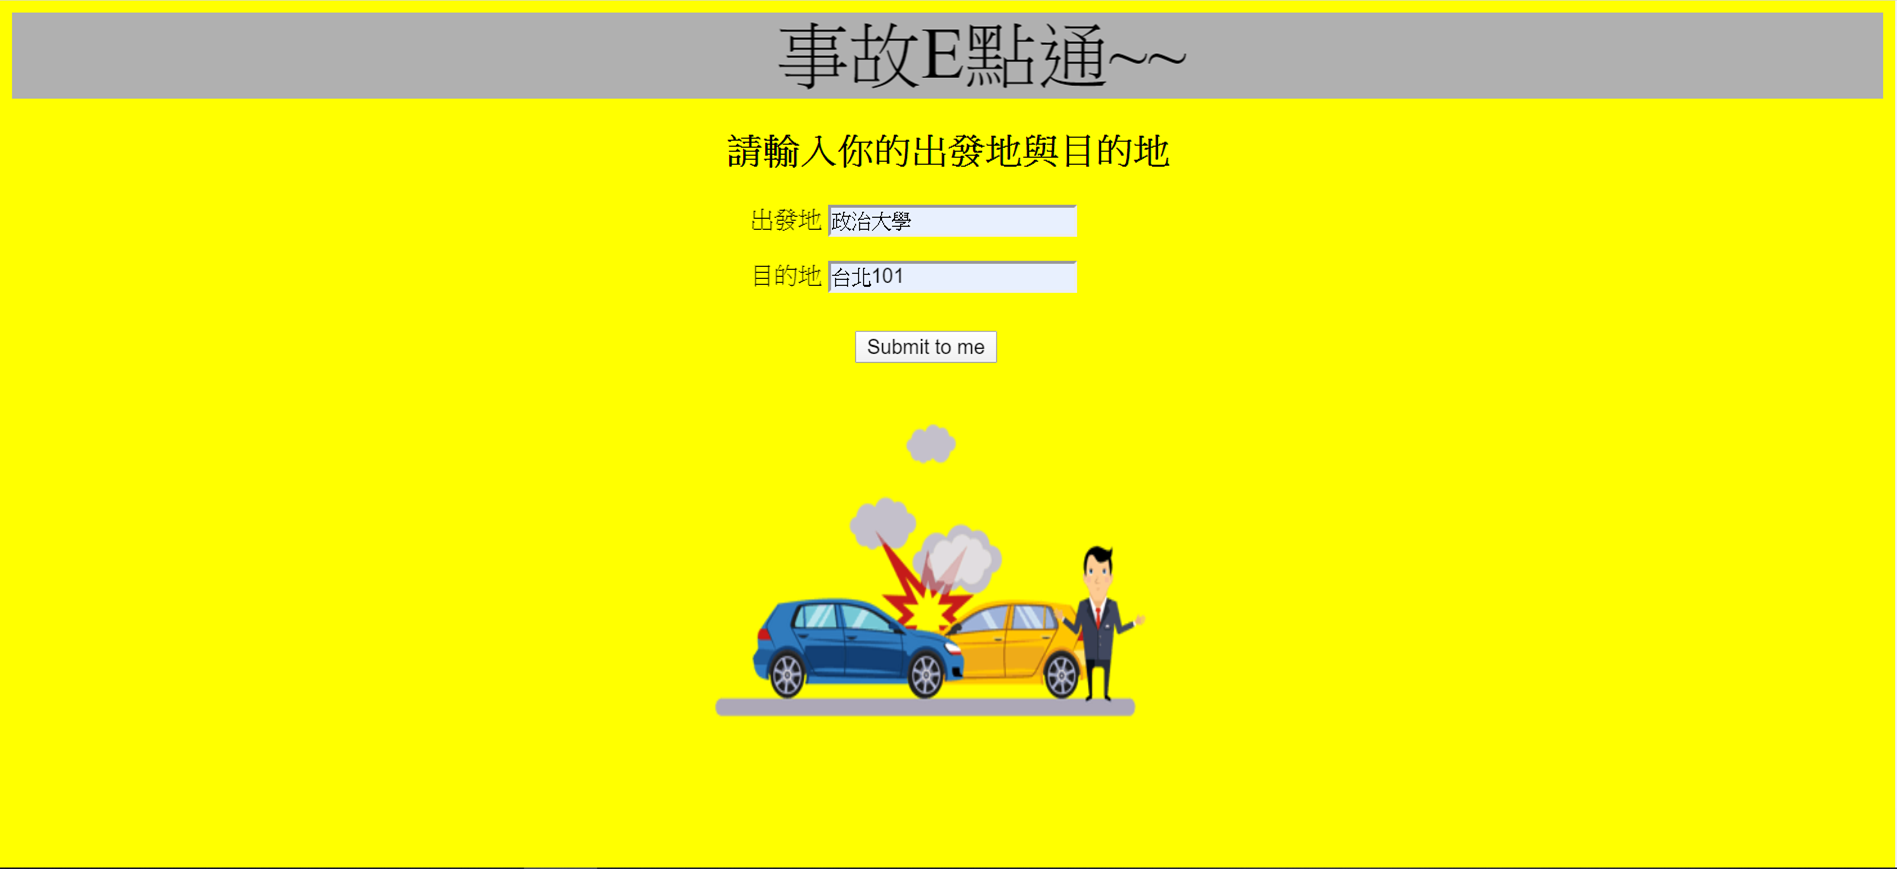 事故E點通~~
請輸入你的出發地與目的地
出發地 政治大學
目的地 台北101
Submit to me